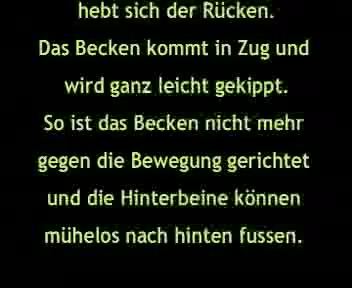 hebt sich der Rücken.
Das Becken kommt in Zug und
wird ganz leicht gekippt.
So ist das Becken nicht mehr
gegen die Bewegung gerichtet
und die Hinterbeine können
mühelos nach hinten fussen.